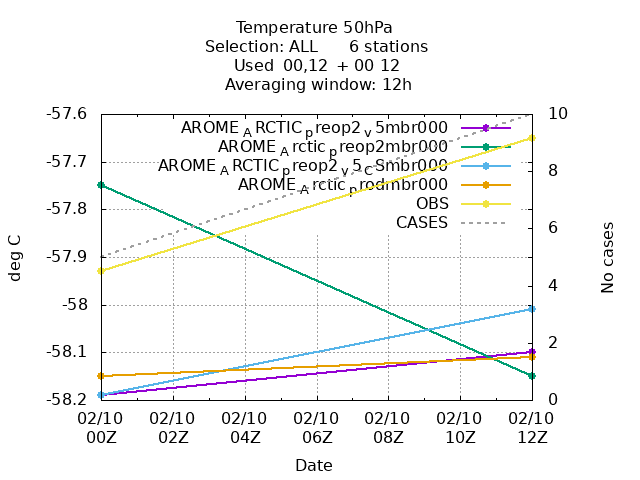 Temperature 50hPa
Selection: ALL 6 stations
Used 00,12 + 00 12
Averaging window: 12h
-57.6
-57.7
-57.8
-57.9
-58
-58.1
-58.2
deg C
AROME_ARCTIC_preop2_v5mbr000
AROME_Arctic_preop2mbr000
AROME_ARCTIC_preop2_v5_CSmbr000
AROME_Arctic_prodmbr000
OBS
CASES
10
8
6
4
2
0
No cases
02/10 02/10 02/10 02/10 02/10 02/10 02/10
00Z 02Z 04Z 06Z 08Z 10Z 12Z
Date